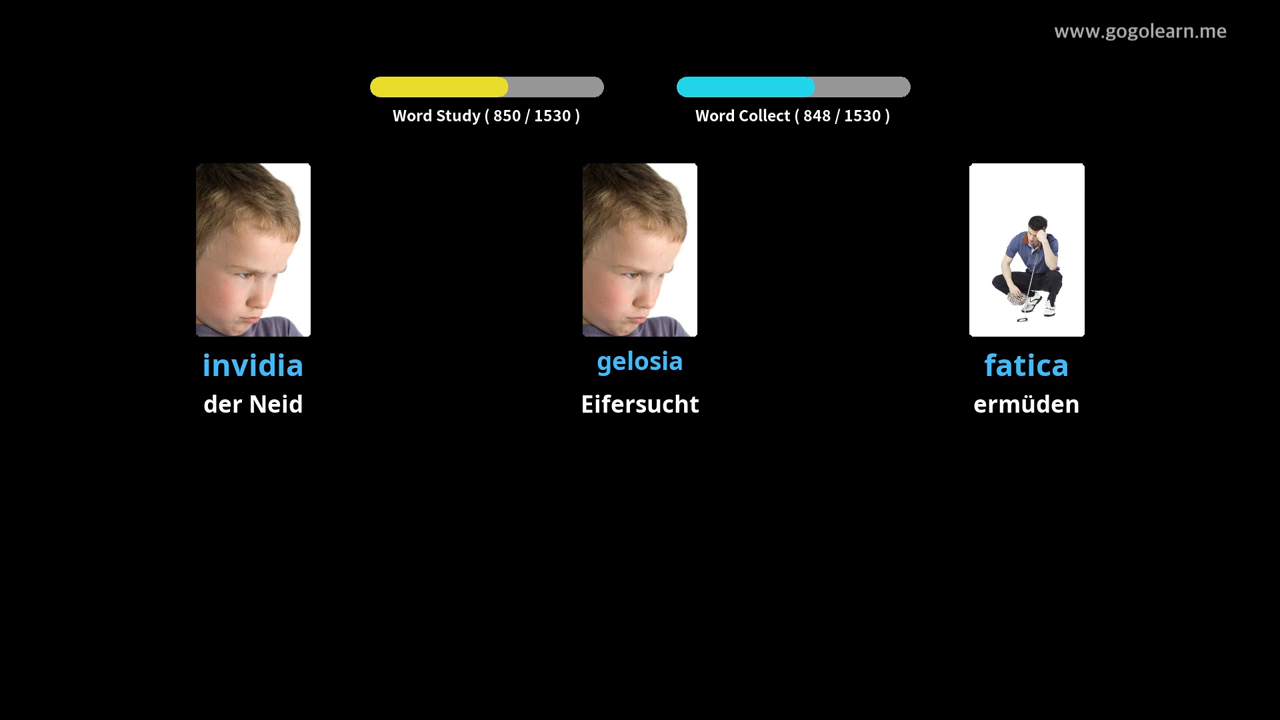 www.gogolearn.me
Word Study ( 850 / 1530 )
Word Collect ( 848 / 1530 )
invidia
der Neid
gelosia
Eifersucht
fatica
ermüden